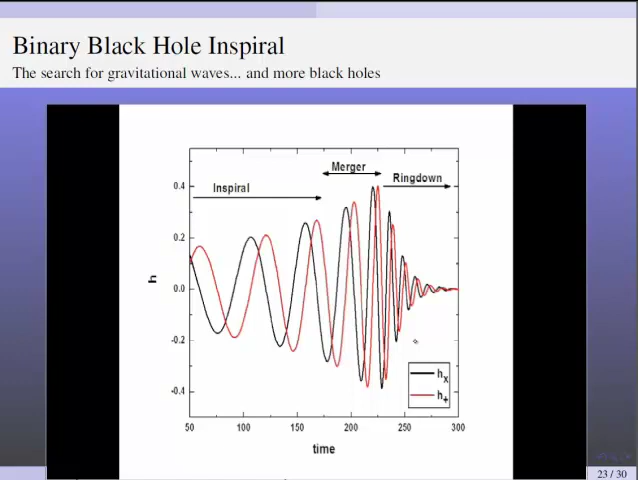 Binary Black Hole Inspiral
The search for gravitational waves... and more black holes
Merger
Ringdown
Inspiral
0.4
0.2
0.0
-0.2
-0.4
h
hx
h+
50 100 150 200 250 300
time
23 / 30